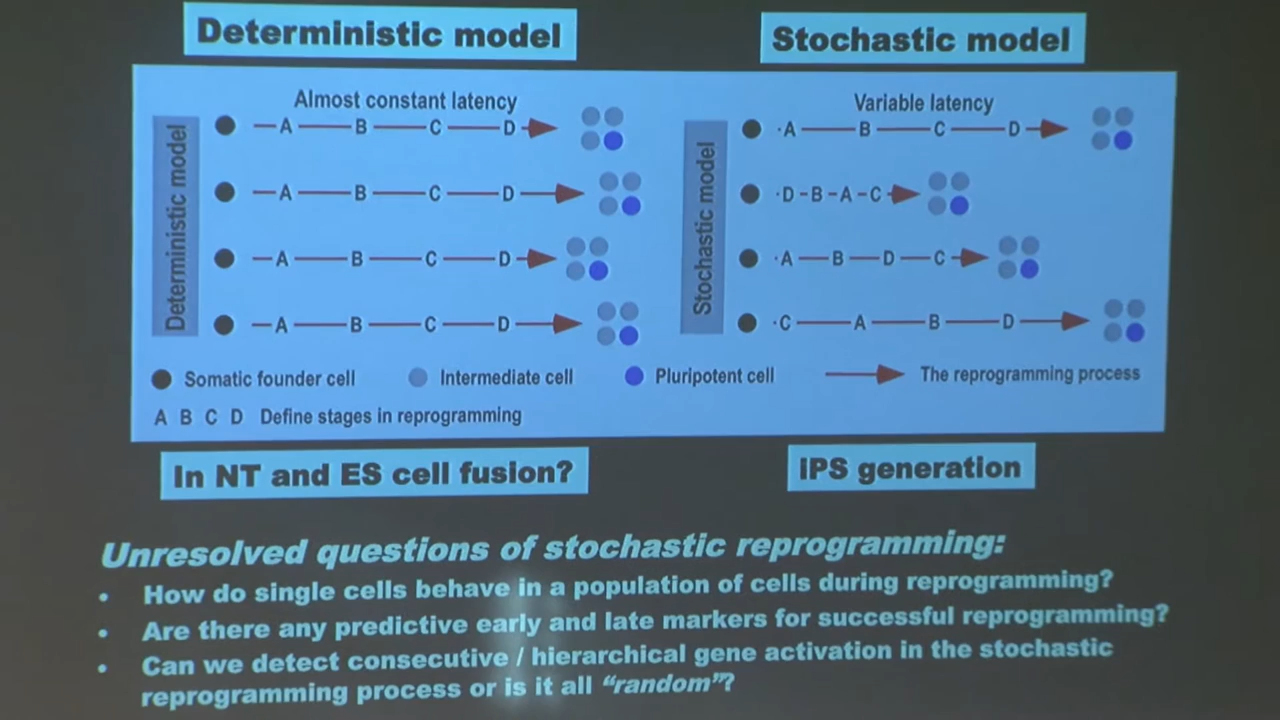 Deterministic model
Stochastic model
Deterministic model
Almost constant latency
A B C D
A B C D
A B C D
A B C D
Stochastic model
Variable latency
A B C D
D B A C
A B D C
C A B D
Somatic founder cell
Intermediate cell
Pluripotent cell
The reprogramming process
A B C D Define stages in reprogramming
In NT and ES cell fusion?
iPS generation
Unresolved questions of stochastic reprogramming:
• How do single cells behave in a population of cells during reprogramming?
• Are there any predictive early and late markers for successful reprogramming?
• Can we detect consecutive / hierarchical gene activation in the stochastic
reprogramming process or is it all “random”?